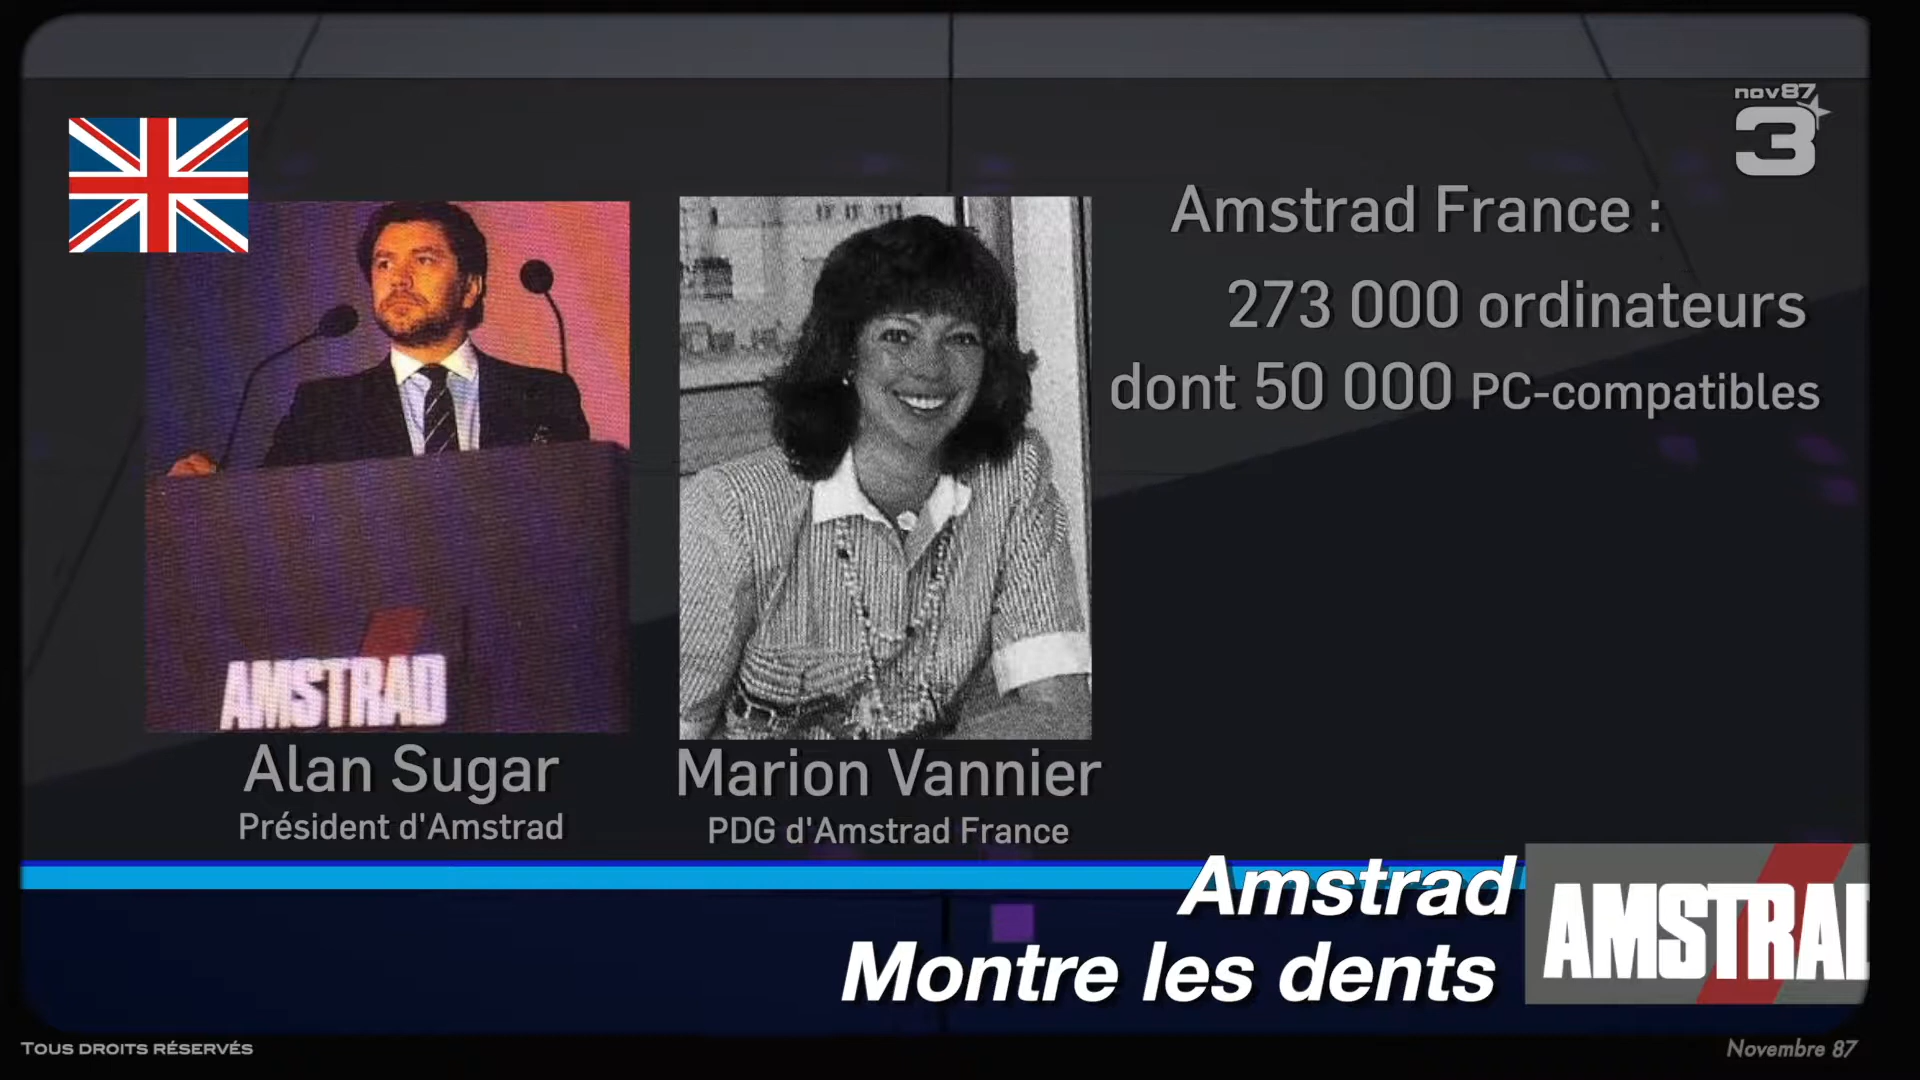 nov87
3
Amstrad France :
273 000 ordinateurs
dont 50 000 PC-compatibles
AMSTRAD
Alan Sugar
Président d'Amstrad
Marion Vannier
PDG d'Amstrad France
Amstrad
Montre les dents
AMSTRAD
TOUS DROITS RÉSERVÉS
Novembre 87